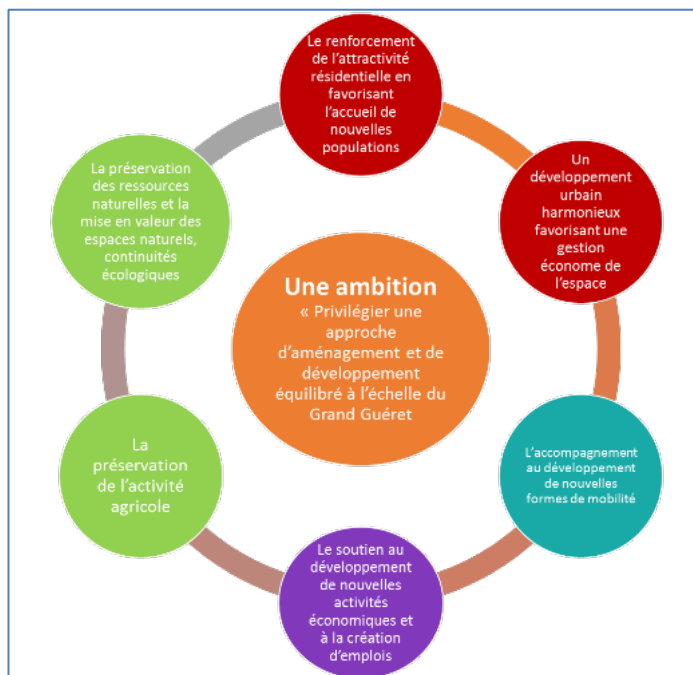 Le renforcement
de l’attractivité
résidentielle en
favorisant
l’accueil de
nouvelles
populations
Un
développement
urbain
harmonieux
favorisant une
gestion
économe de
l’espace
L’accompagnement
au développement
de nouvelles
formes de mobilité
Le soutien au
développement
de nouvelles
activités
économiques et
à la création
d’emplois
La
préservation
de l’activité
agricole
La préservation
des ressources
naturelles et la
mise en valeur des
espaces naturels,
continuités
écologiques
Une ambition
« Privilégier une
approche
d’aménagement et de
développement
équilibré à l’échelle du
Grand Guéret